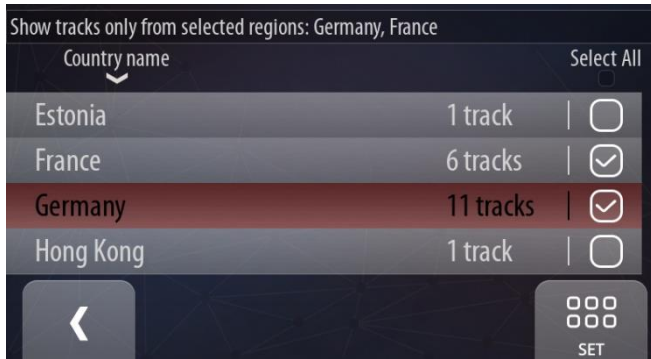 Show tracks only from selected regions: Germany, France
Country name Select All
Estonia 1 track
France 6 tracks
Germany 11 tracks
Hong Kong 1 track
SET